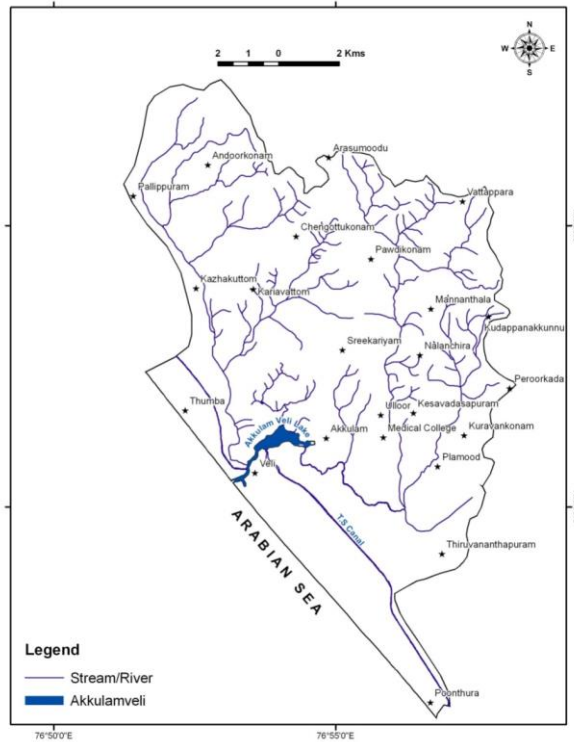 N
W E
S
2 1 0 2 Kms
Arasumoodu
Andoorkonam
Pallippuram
Vattappara
Chengottukonam
Pawdikonam
Kazhakuttom
Kariavattom
Mannanthala
Kudappanakkunnu
Sreekariyam
Nalanchira
Peroorkada
Thumba
Ulloor
Kesavadasapuram
Akkulam Veli Lake
Akkulam
Medical College
Kuravankonam
Veli
Plamood
T.S Canal
Thiruvananthapuram
ARABIAN SEA
Legend
Stream/River
Akkulamveli
Poonthura
76°50'0"E
76°55'0"E